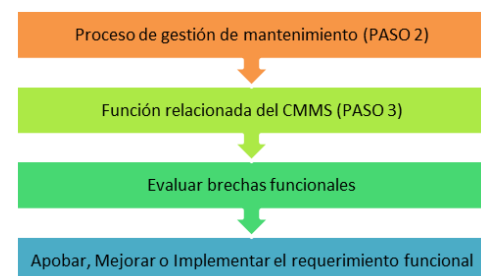 Proceso de gestión de mantenimiento (PASO 2)
Función relacionada del CMMS (PASO 3)
Evaluar brechas funcionales
Apobar, Mejorar o Implementar el requerimiento funcional